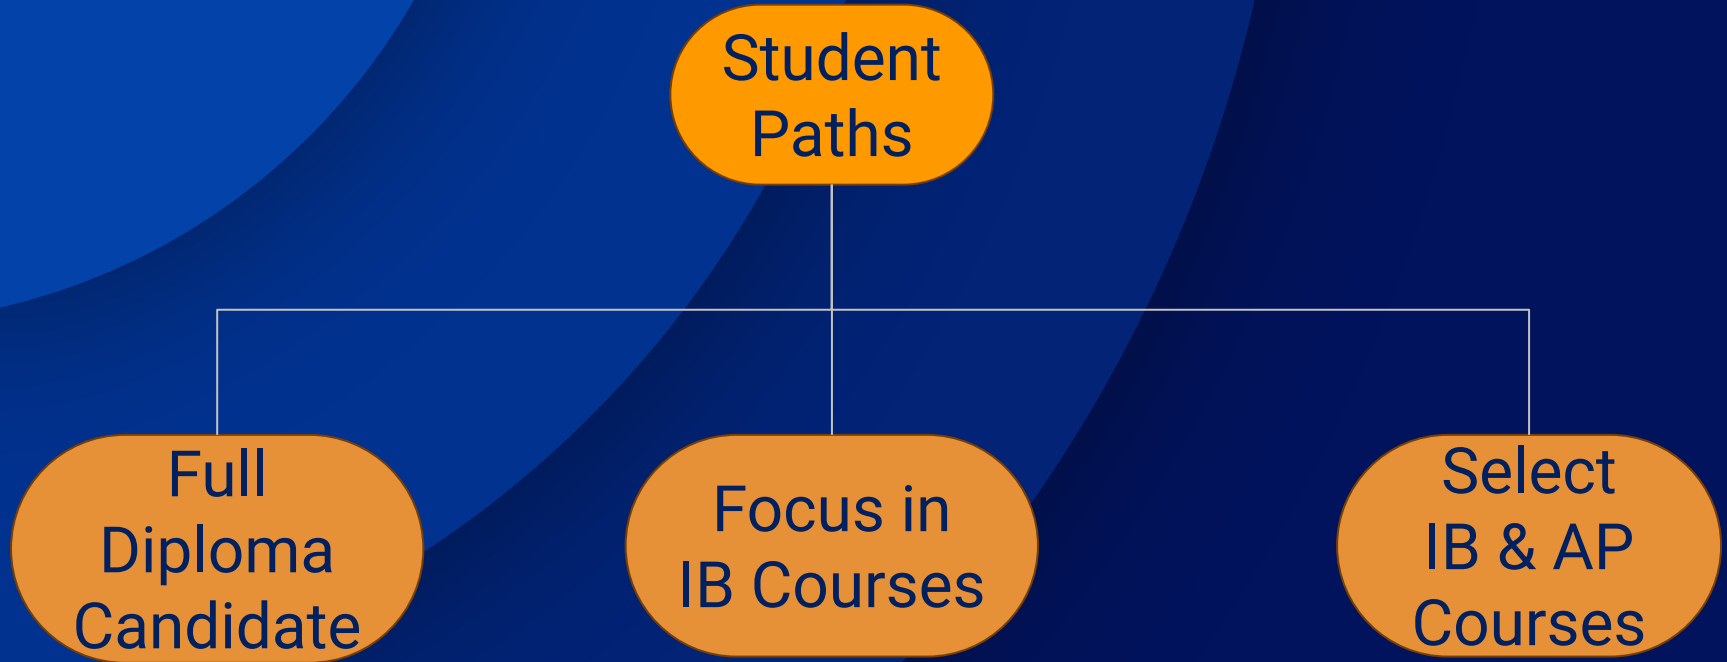 Student
Paths
Full
Diploma
Candidate
Focus in
IB Courses
Select
IB & AP
Courses